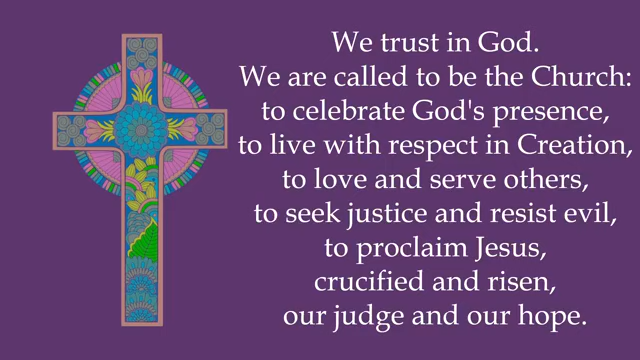 We trust in God.
We are called to be the Church:
to celebrate God's presence,
to live with respect in Creation,
to love and serve others,
to seek justice and resist evil,
to proclaim Jesus,
crucified and risen,
our judge and our hope.